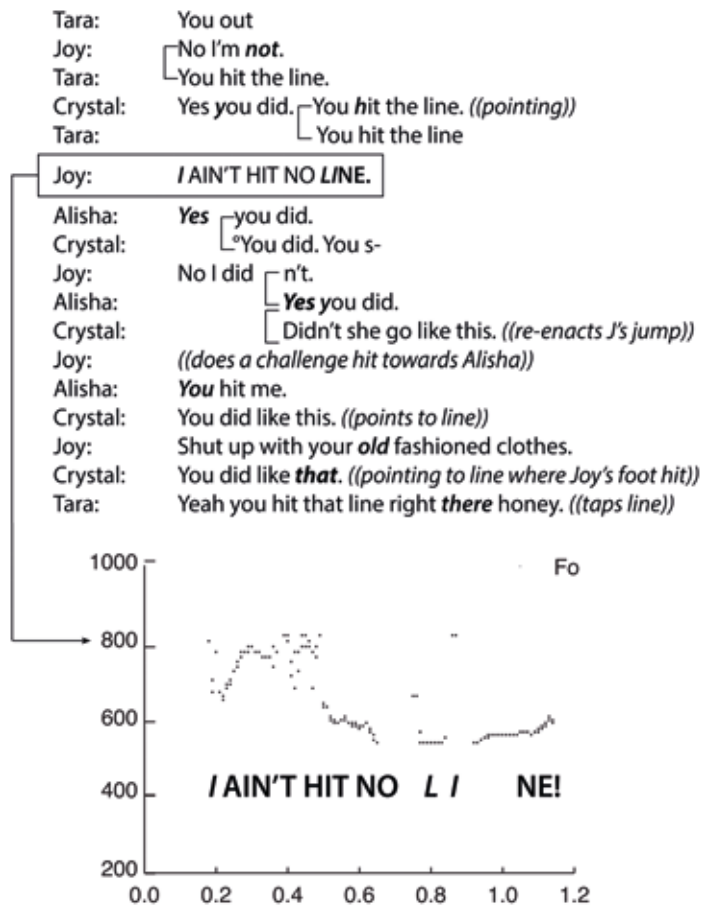 Tara: You out
Joy: No I'm not.
Tara: You hit the line.
Crystal: Yes you did. You hit the line. ((pointing))
Tara: You hit the line
Joy: I AIN'T HIT NO LINE.
Alisha: Yes you did.
Crystal: °You did. You s-
Joy: No I did n't.
Alisha: Yes you did.
Crystal: Didn't she go like this. ((re-enacts J's jump))
Joy: ((does a challenge hit towards Alisha))
Alisha: You hit me.
Crystal: You did like this. ((points to line))
Joy: Shut up with your old fashioned clothes.
Crystal: You did like that. ((pointing to line where Joy's foot hit))
Tara: Yeah you hit that line right there honey. ((taps line))
1000
Fo
800
600
400
I AIN'T HIT NO L I NE!
200
0.0 0.2 0.4 0.6 0.8 1.0 1.2